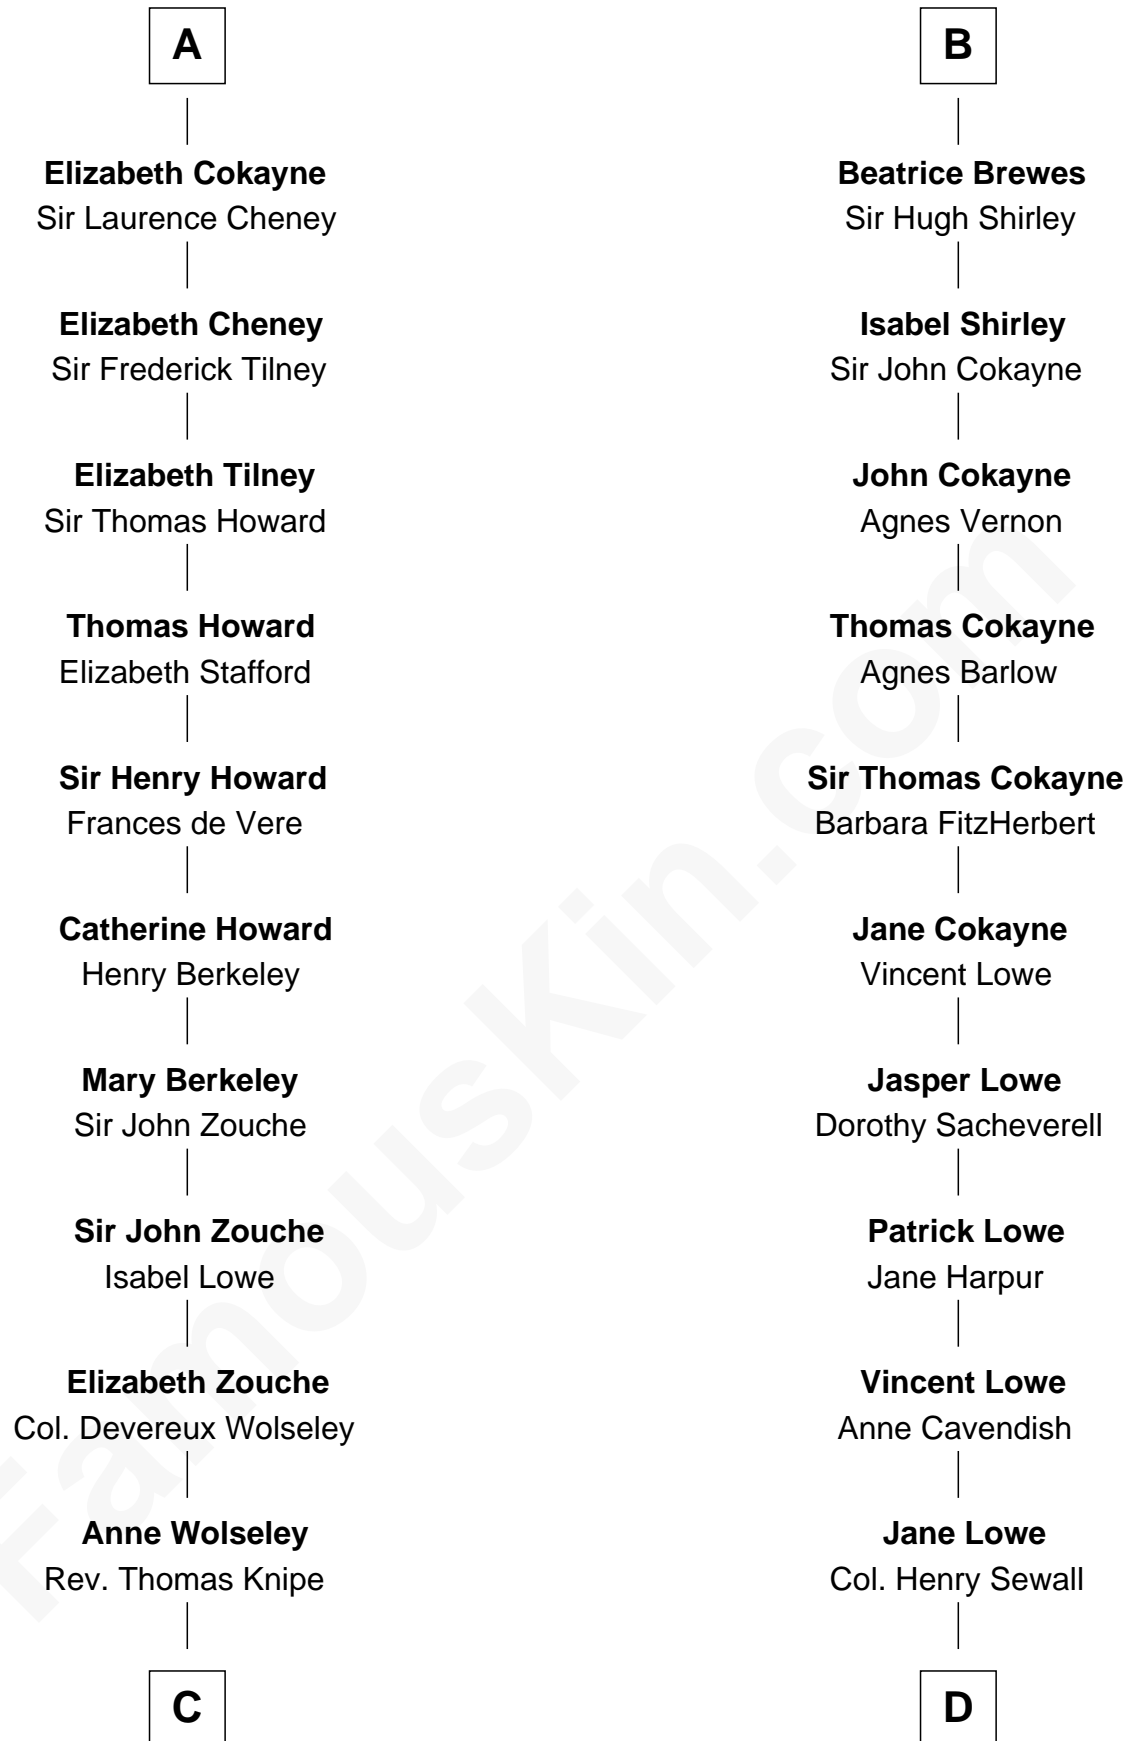 A
Elizabeth Cokayne
Sir Laurence Cheney
Elizabeth Cheney
Sir Frederick Tilney
Elizabeth Tilney
Sir Thomas Howard
Thomas Howard
Elizabeth Stafford
Sir Henry Howard
Frances de Vere
Catherine Howard
Henry Berkeley
Mary Berkeley
Sir John Zouche
Sir John Zouche
Isabel Lowe
Elizabeth Zouche
Col. Devereux Wolseley
Anne Wolseley
Rev. Thomas Knipe
C
B
Beatrice Brewes
Sir Hugh Shirley
Isabel Shirley
Sir John Cokayne
John Cokayne
Agnes Vernon
Thomas Cokayne
Agnes Barlow
Sir Thomas Cokayne
Barbara FitzHerbert
Jane Cokayne
Vincent Lowe
Jasper Lowe
Dorothy Sacheverell
Patrick Lowe
Jane Harpur
Vincent Lowe
Anne Cavendish
Jane Lowe
Col. Henry Sewall
D
FamousKin.com